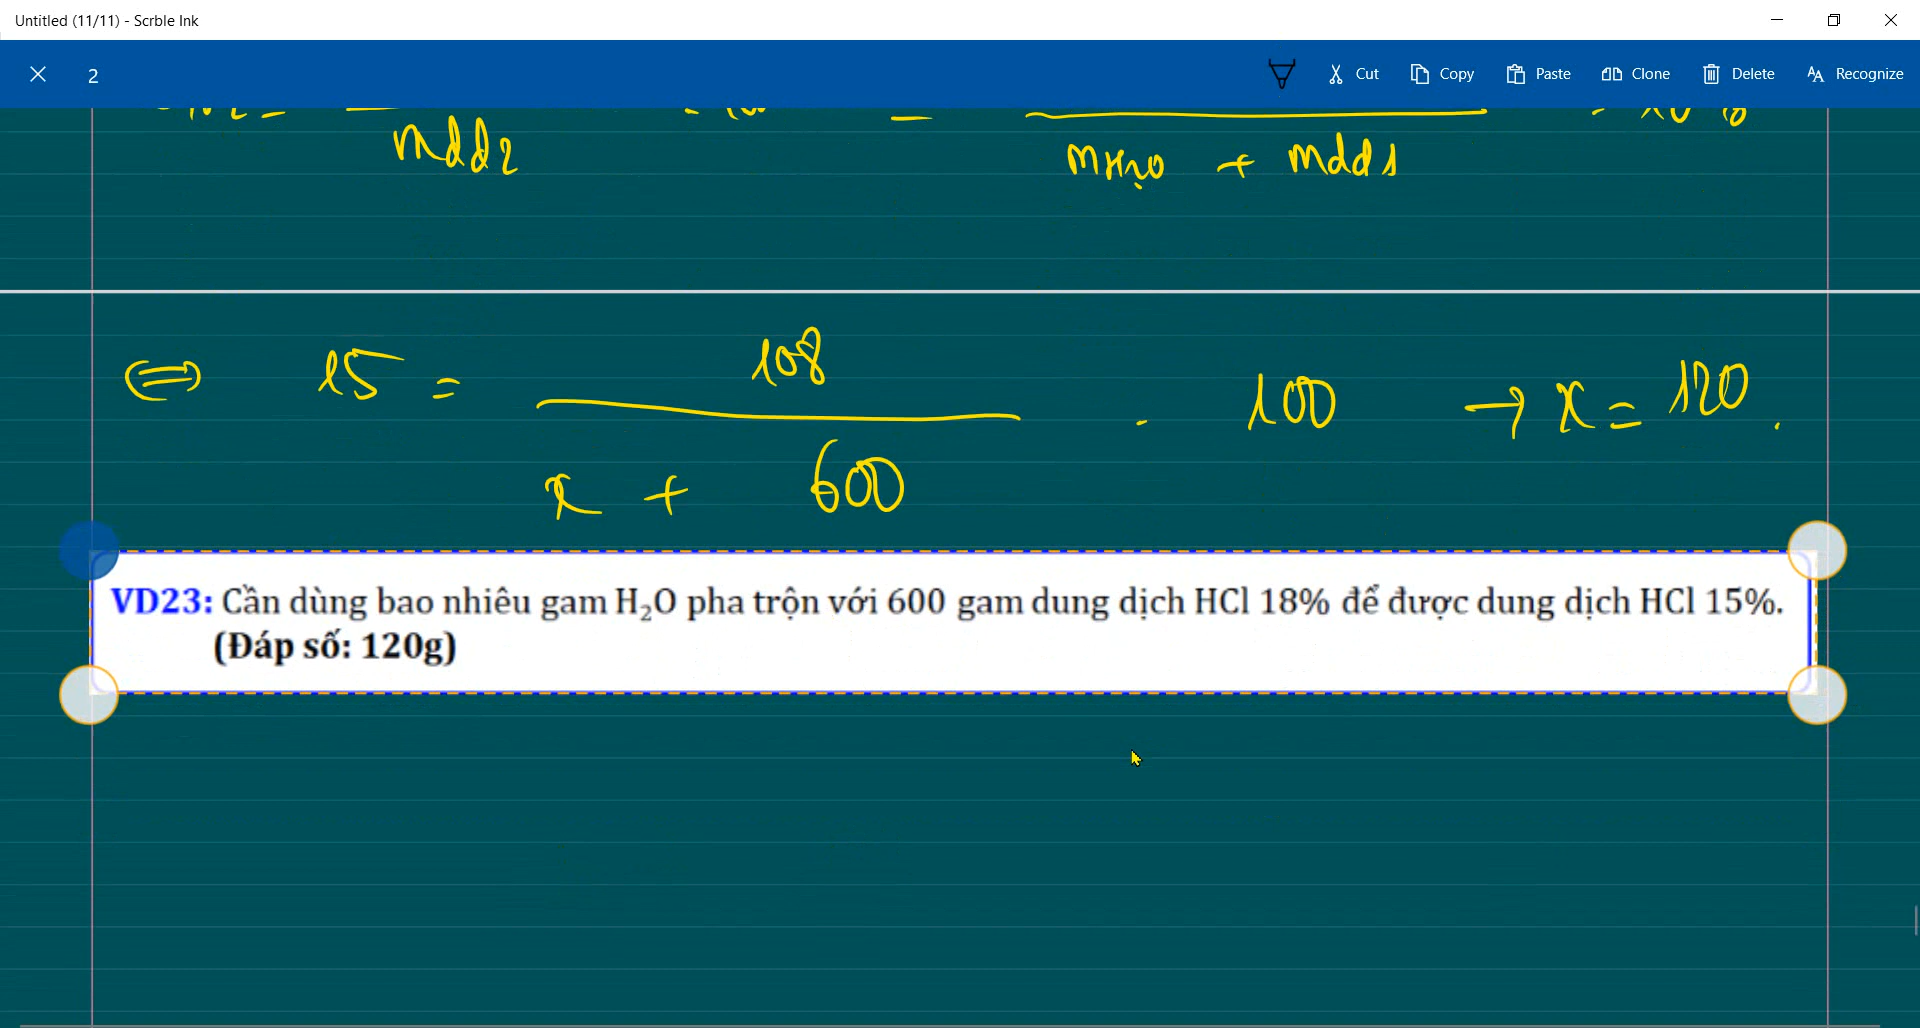 Untitled (11/11) - Scrble Ink
2 Cut Copy Paste Clone Delete Recognize
mdd2 mH₂O + mdd1
⇔ 15 = 108 / x + 600 . 100 → x = 120.
VD23: Cần dùng bao nhiêu gam H₂O pha trộn với 600 gam dung dịch HCl 18% để được dung dịch HCl 15%.
(Đáp số: 120g)